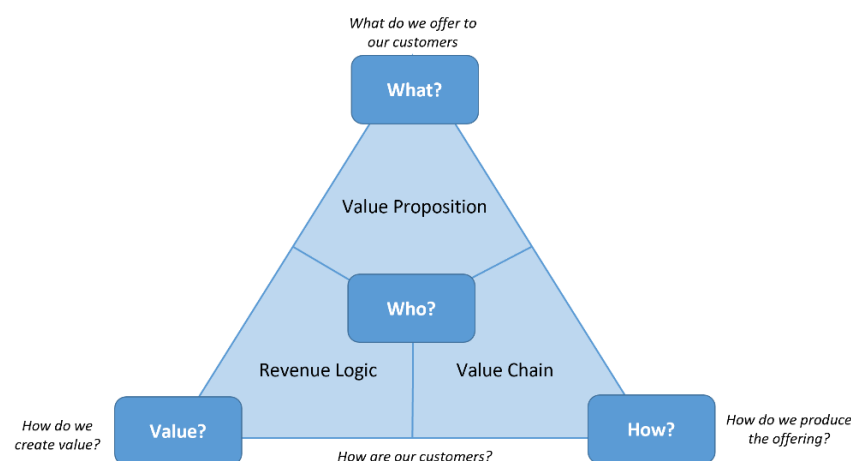 What do we offer to
our customers
What?
Value Proposition
Who?
Revenue Logic
Value Chain
How do we
create value?
Value?
How?
How do we produce
the offering?
How are our customers?